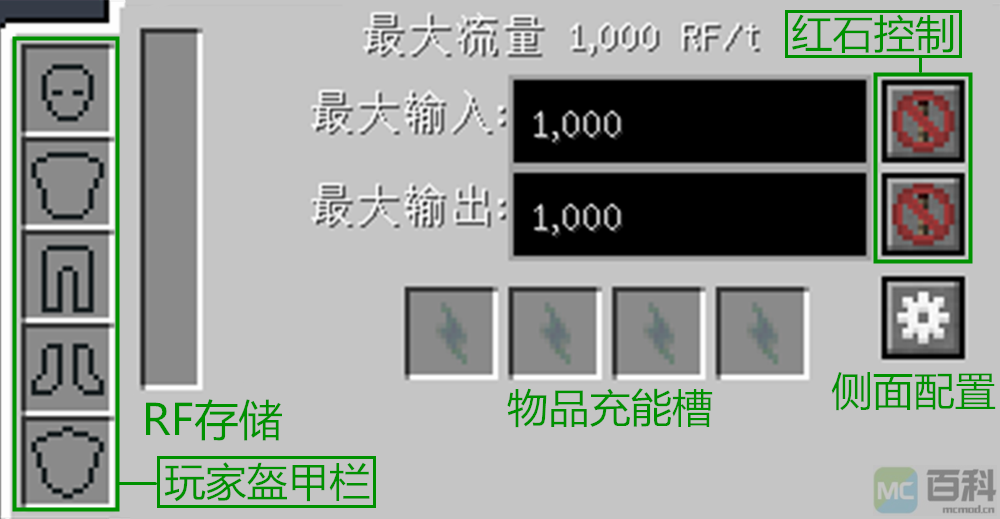 最大流量 1,000 RF/t
红石控制
最大输入: 1,000
最大输出: 1,000
RF存储
物品充能槽
侧面配置
玩家盔甲栏
MC 百科
mcmod.cn